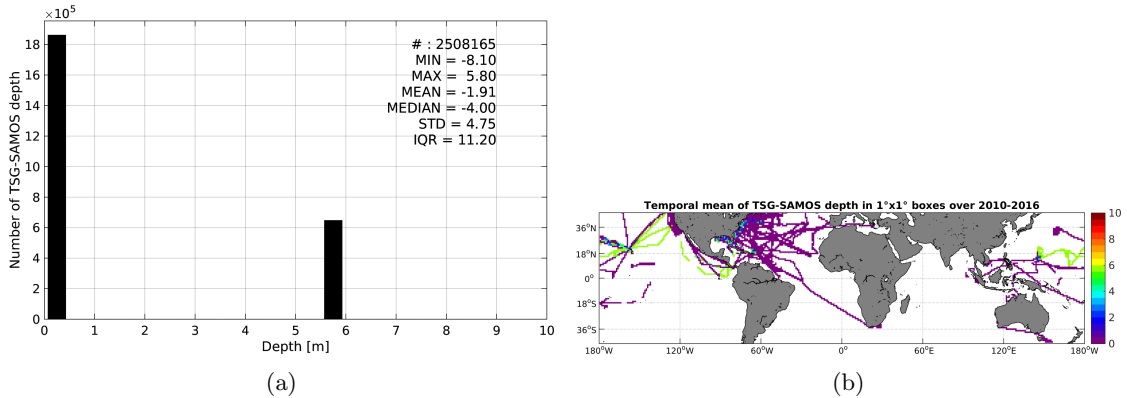 ×10⁵
18
16
14
12
10
8
6
4
2
0
Number of TSG-SAMOS depth
# : 2508165
MIN = -8.10
MAX = 5.80
MEAN = -1.91
MEDIAN = -4.00
STD = 4.75
IQR = 11.20
0 1 2 3 4 5 6 7 8 9 10
Depth [m]
(a)
Temporal mean of TSG-SAMOS depth in 1°x1° boxes over 2010-2016
36°N
18°N
0°
18°S
36°S
180°W 120°W 60°W 0° 60°E 120°E 180°W
10
8
6
4
2
0
(b)